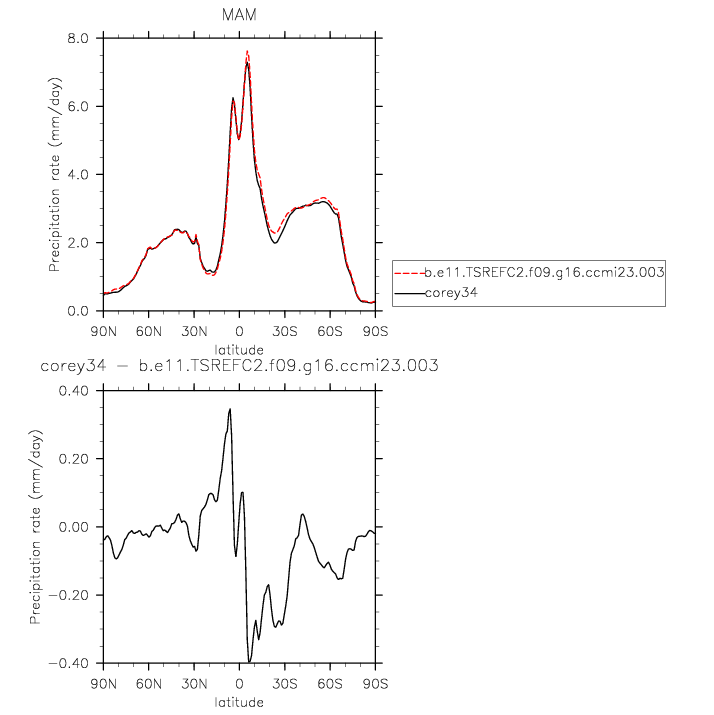 MAM
8.0
6.0
4.0
2.0
0.0
Precipitation rate (mm/day)
90N 60N 30N 0 30S 60S 90S
latitude
b.e11.TSREFC2.f09.g16.ccmi23.003
corey34
corey34 − b.e11.TSREFC2.f09.g16.ccmi23.003
0.40
0.20
0.00
−0.20
−0.40
Precipitation rate (mm/day)
90N 60N 30N 0 30S 60S 90S
latitude